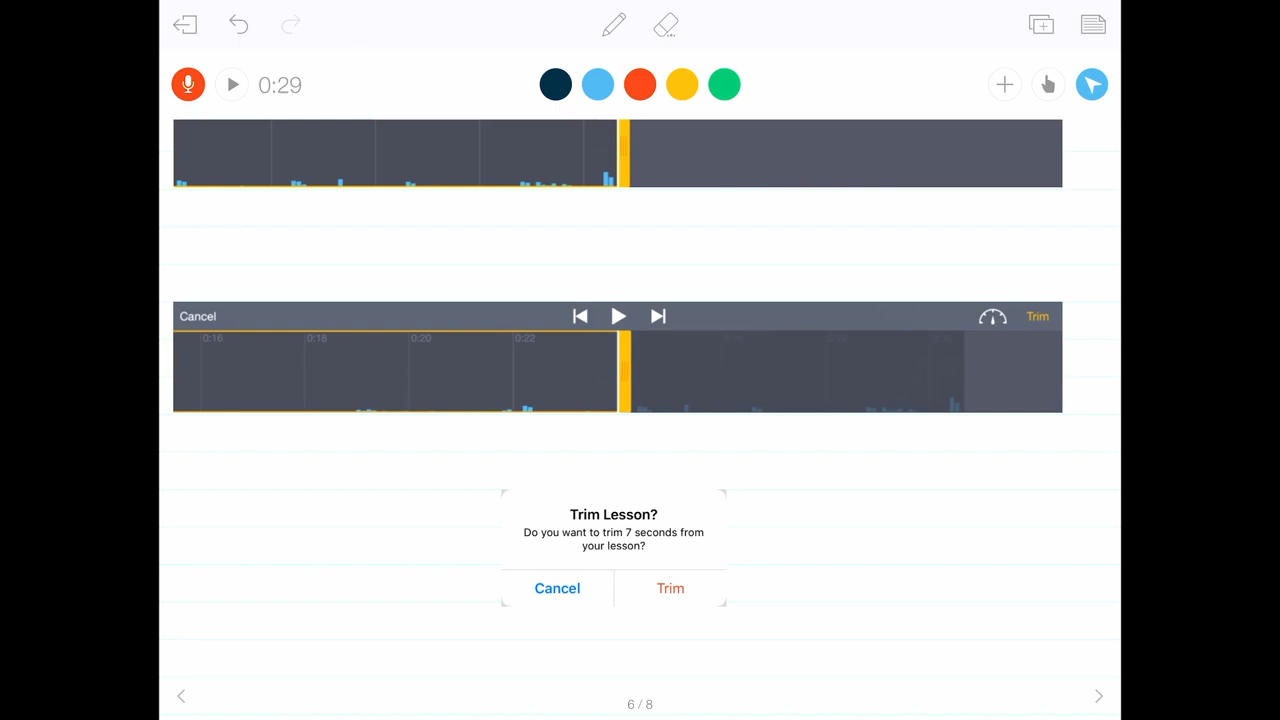 0:29
Cancel
Trim
0:16
0:18
0:20
0:22
Trim Lesson?
Do you want to trim 7 seconds from
your lesson?
Cancel
Trim
6 / 8